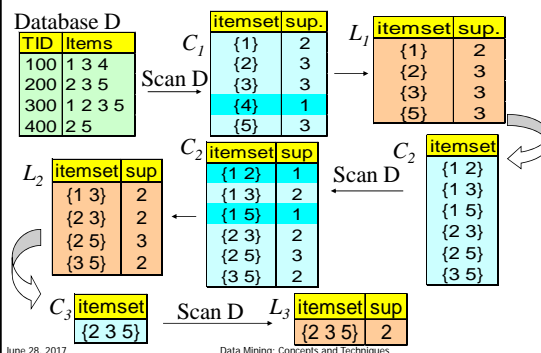 Database D
TID Items
100 1 3 4
200 2 3 5
300 1 2 3 5
400 2 5
Scan D
C1
itemset sup.
{1} 2
{2} 3
{3} 3
{4} 1
{5} 3
L1
itemset sup.
{1} 2
{2} 3
{3} 3
{5} 3
C2
itemset
{1 2}
{1 3}
{1 5}
{2 3}
{2 5}
{3 5}
Scan D
C2
itemset sup
{1 2} 1
{1 3} 2
{1 5} 1
{2 3} 2
{2 5} 3
{3 5} 2
L2
itemset sup
{1 3} 2
{2 3} 2
{2 5} 3
{3 5} 2
C3
itemset
{2 3 5}
Scan D
L3
itemset sup
{2 3 5} 2
June 28, 2017
Data Mining: Concepts and Techniques